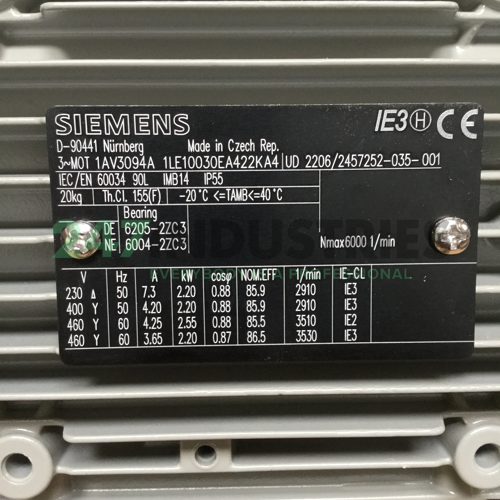 SIEMENS IE3 H CE
D-90441 Nürnberg Made in Czech Rep.
3~MOT 1AV3094A 1LE10030EA422KA4 UD 2206/2457252-035-001
IEC/EN 60034 90L IMB14 IP55
20kg Th.Cl. 155(F) -20°C <=TAMB<=40°C
Bearing
DE 6205-2ZC3
NE 6004-2ZC3 Nmax6000 1/min
V Hz A kW cosφ NOM.EFF 1/min IE-CL
230 Δ 50 7.3 2.20 0.88 85.9 2910 IE3
400 Y 50 4.20 2.20 0.88 85.9 2910 IE3
460 Y 60 4.25 2.55 0.88 85.5 3510 IE2
460 Y 60 3.65 2.20 0.87 86.5 3530 IE3